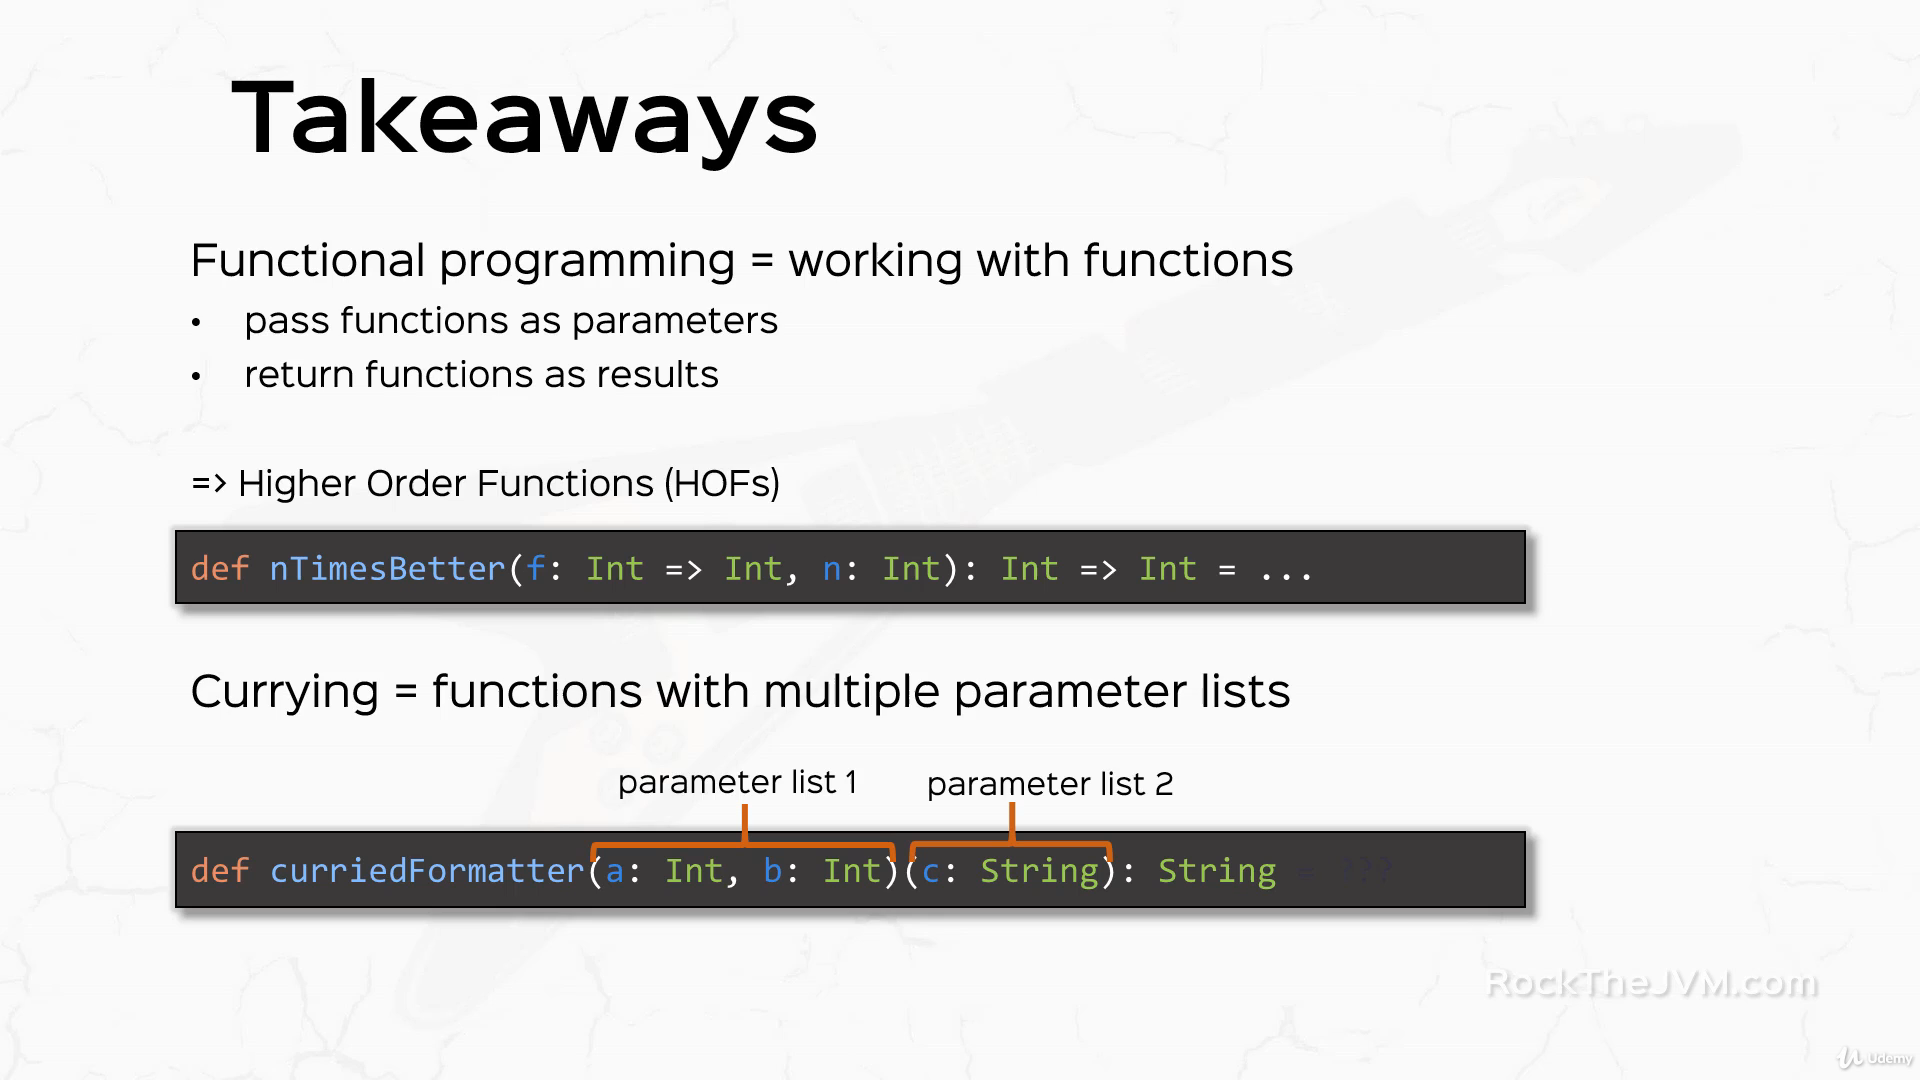 Takeaways
Functional programming = working with functions
• pass functions as parameters
• return functions as results
=> Higher Order Functions (HOFs)
def nTimesBetter(f: Int => Int, n: Int): Int => Int = ...
Currying = functions with multiple parameter lists
parameter list 1 parameter list 2
def curriedFormatter(a: Int, b: Int)(c: String): String = ???
RockTheJVM.com
Udemy